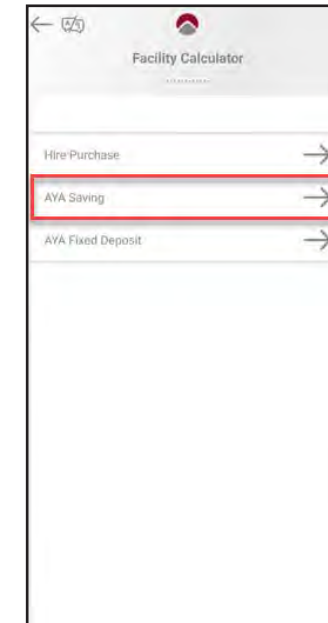 Facility Calculator
Hire Purchase
AYA Saving
AYA Fixed Deposit